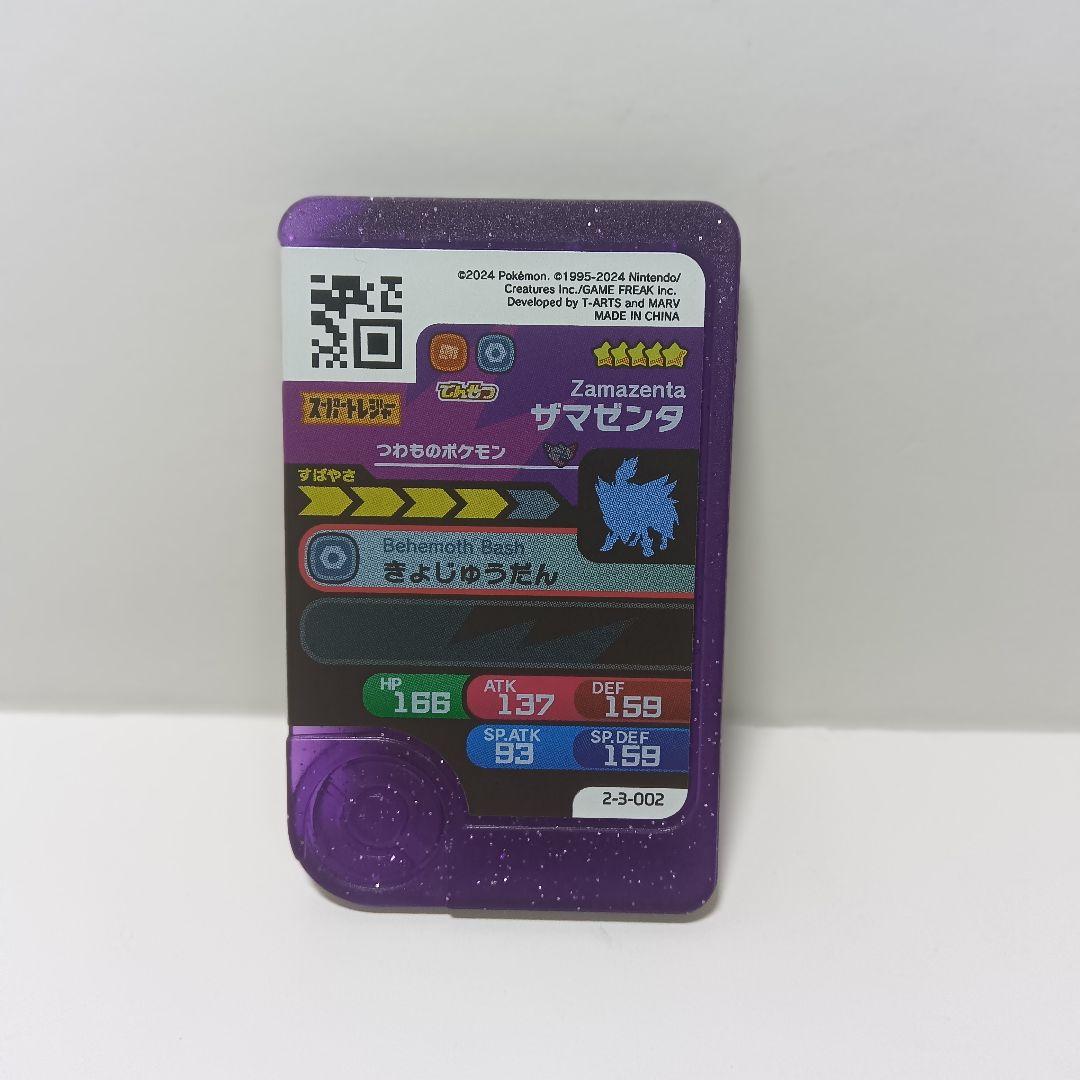 ©2024 Pokémon. ©1995-2024 Nintendo/
Creatures Inc./GAME FREAK inc.
Developed by T-ARTS and MARV
MADE IN CHINA
でんせつ
スーパートレジャー
Zamazenta
ザマゼンタ
つわものポケモン
すばやさ
Behemoth Bash
きょじゅうだん
HP 166
ATK 137
DEF 159
SP.ATK 93
SP.DEF 159
2-3-002